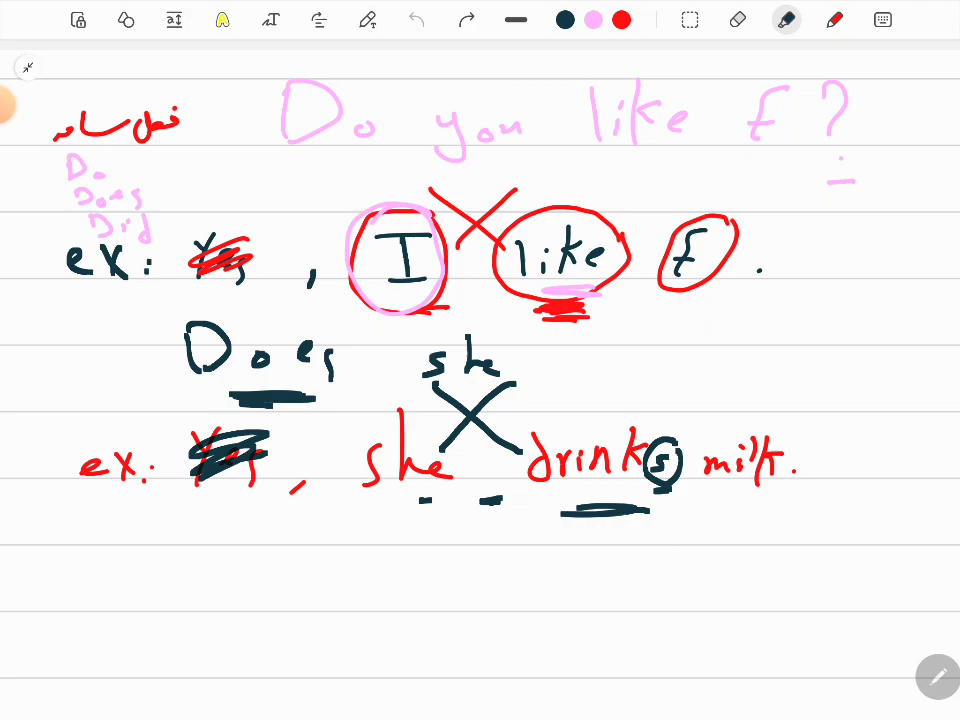 Do you like E ?
فعل مساعد
Do
Does
Did
ex: Yes, I like E.
Does she
ex: Yes, she drinks milk.